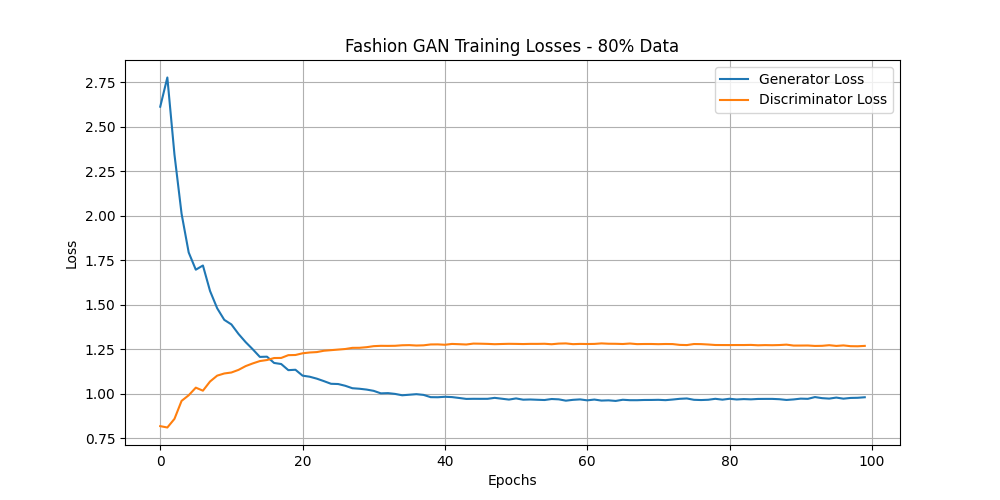 Fashion GAN Training Losses - 80% Data
Generator Loss
Discriminator Loss
2.75
2.50
2.25
2.00
1.75
1.50
1.25
1.00
0.75
Loss
0 20 40 60 80 100
Epochs